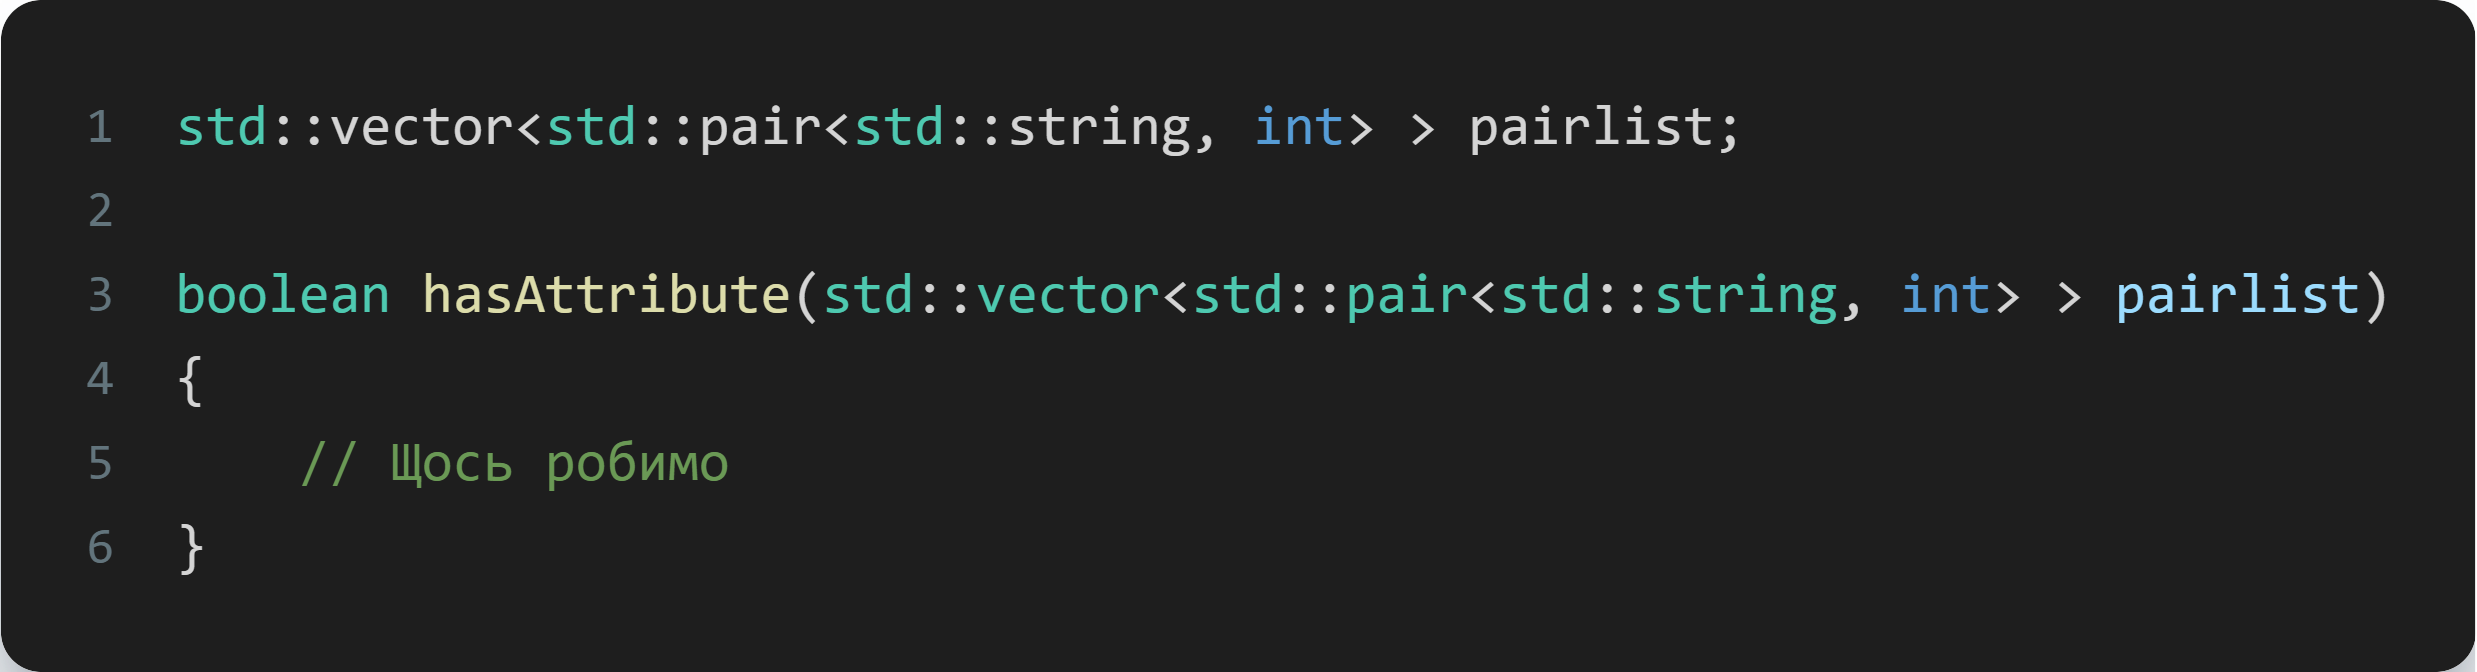 1 std::vector<std::pair<std::string, int> > pairlist;
2
3 boolean hasAttribute(std::vector<std::pair<std::string, int> > pairlist)
4 {
5     // Щось робимо
6 }